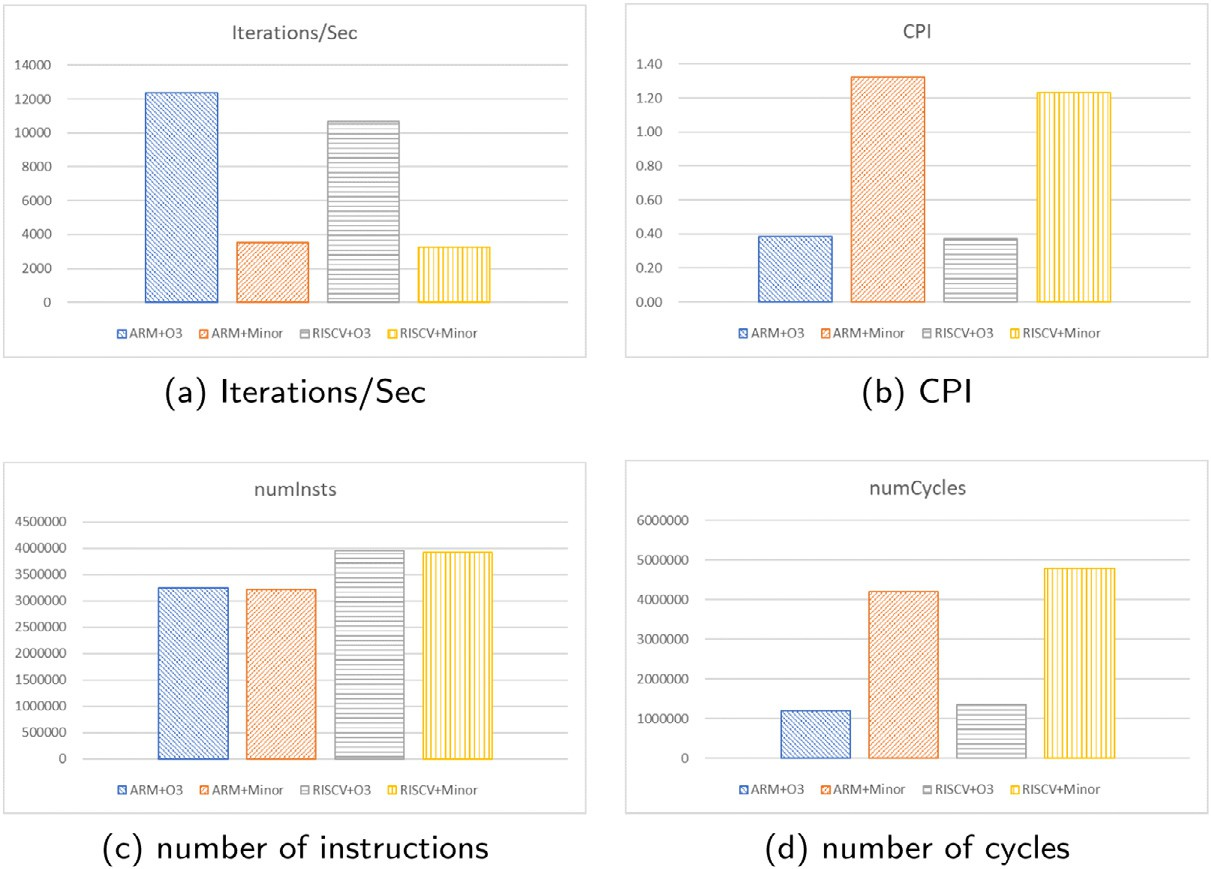 Iterations/Sec
14000
12000
10000
8000
6000
4000
2000
0
ARM+O3 ARM+Minor RISCV+O3 RISCV+Minor
(a) Iterations/Sec
CPI
1.40
1.20
1.00
0.80
0.60
0.40
0.20
0.00
ARM+O3 ARM+Minor RISCV+O3 RISCV+Minor
(b) CPI
numInsts
4500000
4000000
3500000
3000000
2500000
2000000
1500000
1000000
500000
0
ARM+O3 ARM+Minor RISCV+O3 RISCV+Minor
(c) number of instructions
numCycles
6000000
5000000
4000000
3000000
2000000
1000000
0
ARM+O3 ARM+Minor RISCV+O3 RISCV+Minor
(d) number of cycles